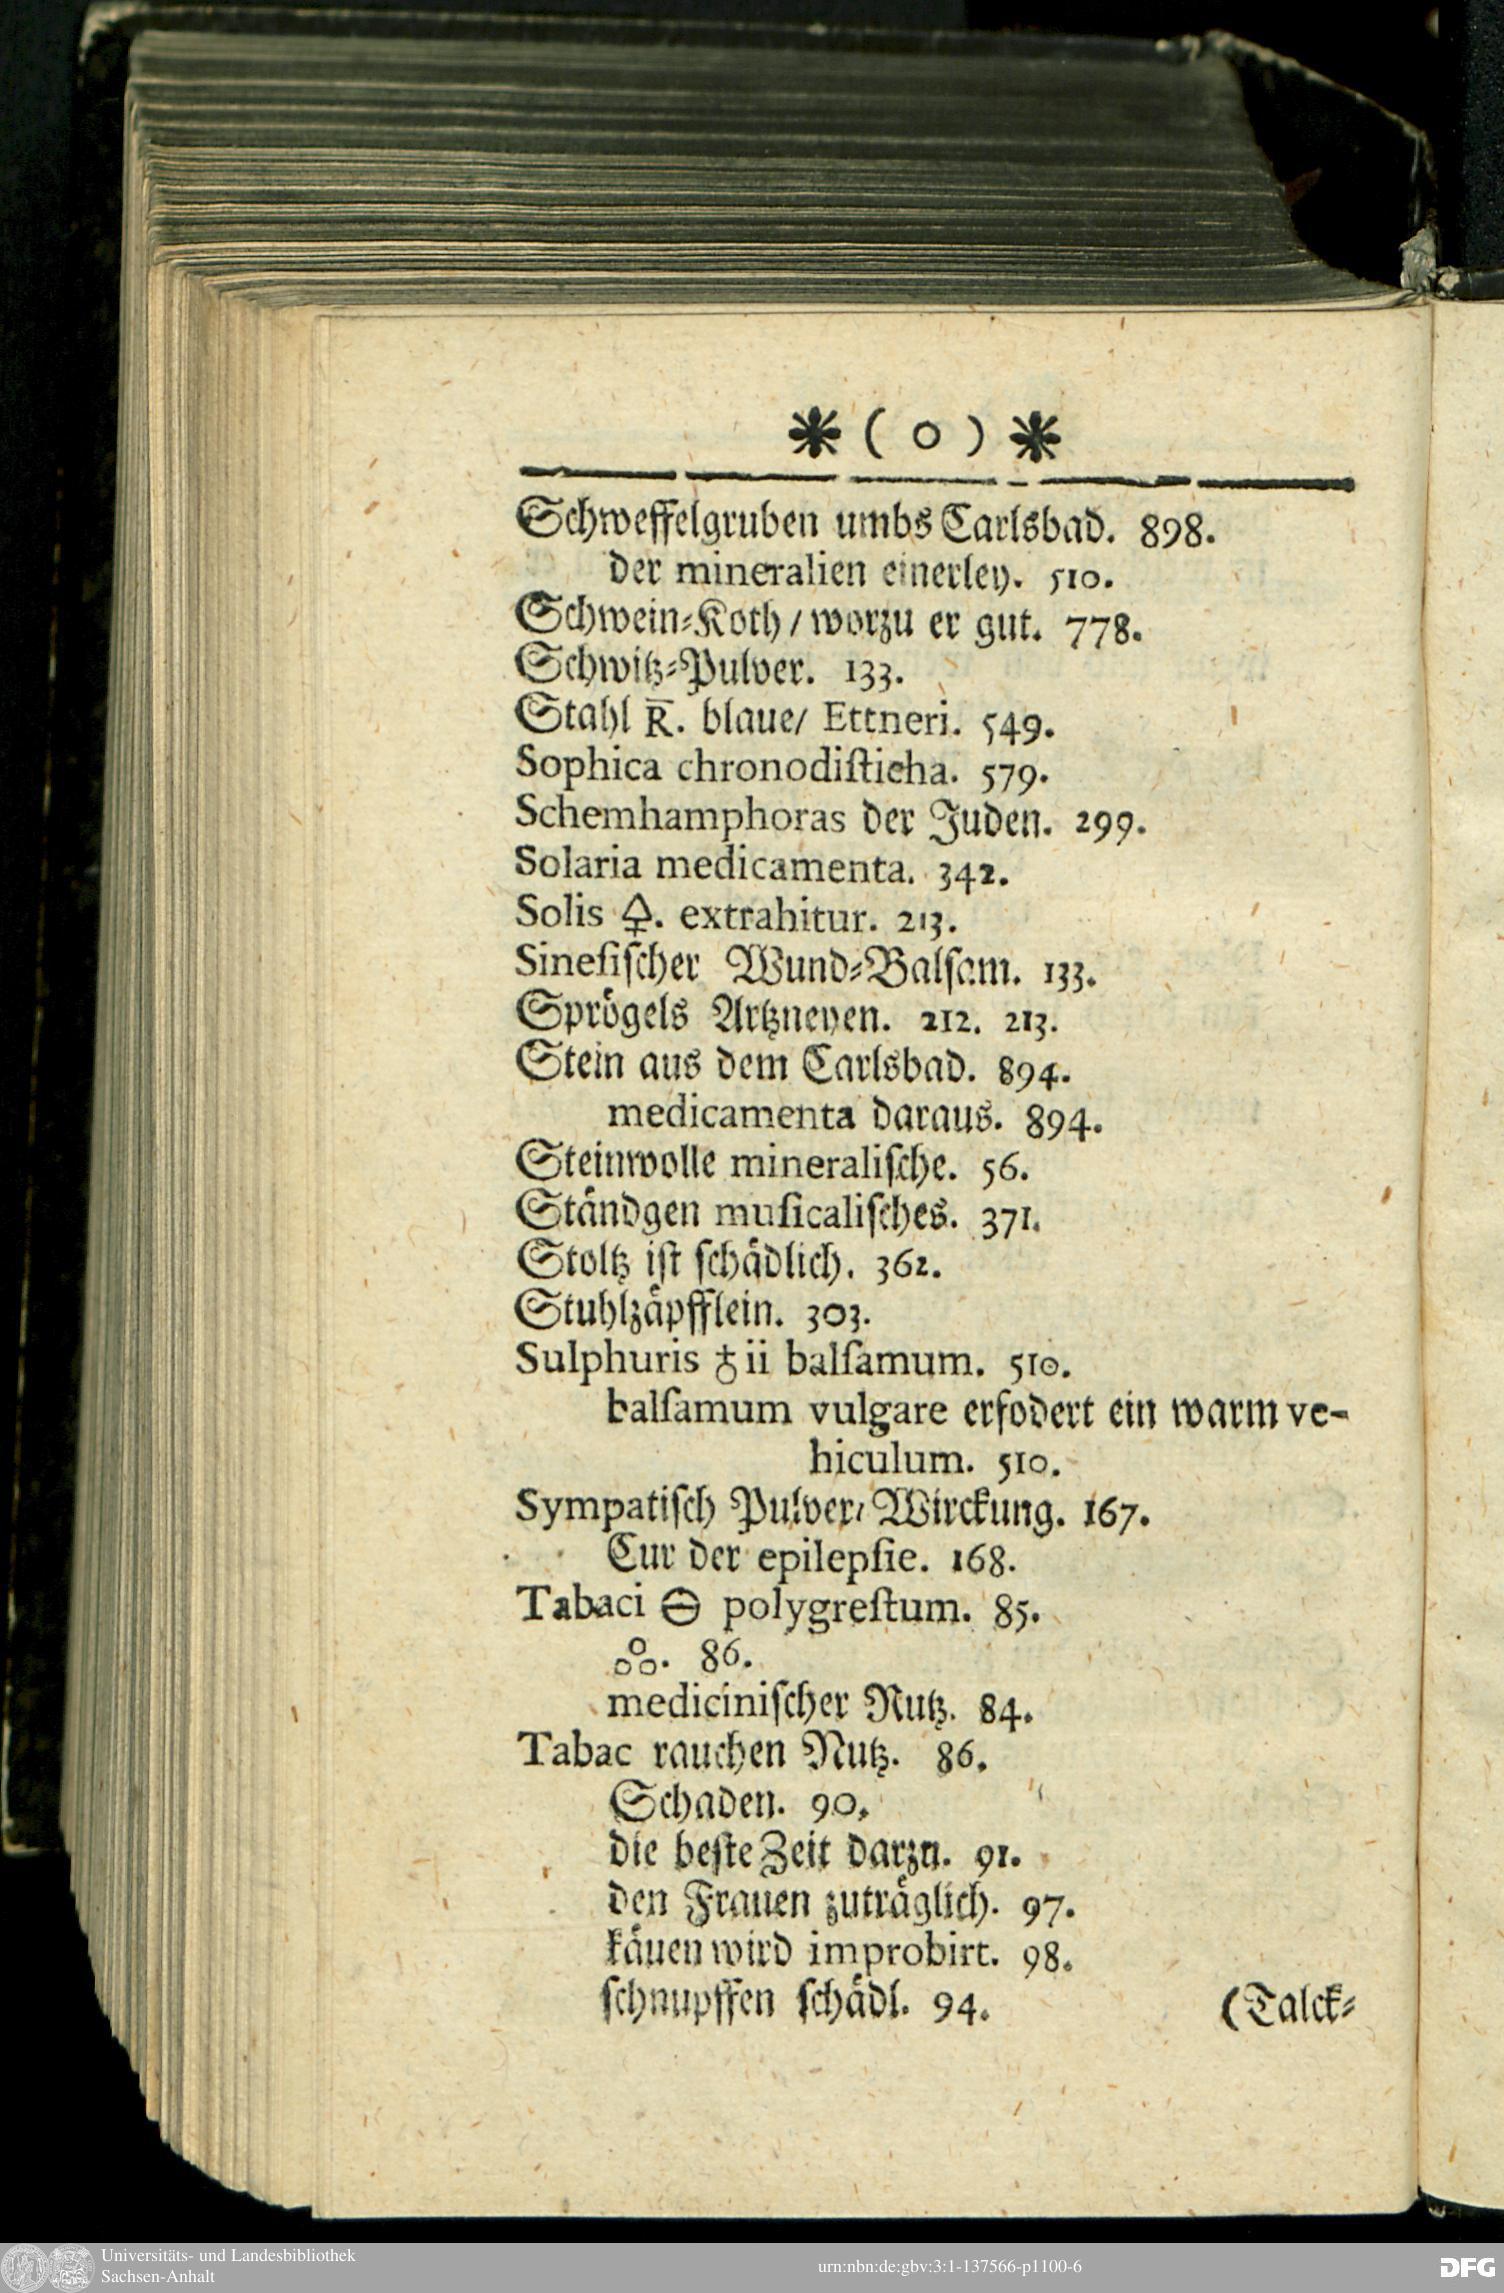 ❋ ( o ) ❋
Schweffelgruben umbs Carlsbad. 898.
der mineralien einerley. 510.
Schwein⸗Koth / worzu er gut. 778.
Schwitz⸗Pulver. 133.
Stahl R̅. blaue / Ettneri. 549.
Sophica chronodiſticha. 579.
Schemhamphoras der Juden. 299.
Solaria medicamenta. 342.
Solis 🜍. extrahitur. 213.
Sineſiſcher Wund⸗Balſam. 133.
Sprögels Artzneyen. 212. 213.
Stein aus dem Carlsbad. 894.
medicamenta daraus. 894.
Steinwolle mineraliſche. 56.
Ständgen muſicaliſches. 371.
Stoltz iſt ſchädlich. 362.
Stuhlzäpfflein. 303.
Sulphuris ♁ii balſamum. 510.
balſamum vulgare erfodert ein warm ve-
hiculum. 510.
Sympatiſch Pulver / Wirckung. 167.
Cur der epilepſie. 168.
Tabaci 🜔 polygreſtum. 85.
ஃ. 86.
mediciniſcher Nutz. 84.
Tabac rauchen Nutz. 86.
Schaden. 90.
die beſte Zeit darzn. 91.
den Frauen zuträglich. 97.
käuen wird improbirt. 98.
ſchnupffen ſchädl. 94.
(Talck⸗
Universitäts- und Landesbibliothek
Sachsen-Anhalt
urn:nbn:de:gbv:3:1-137566-p1100-6
DFG